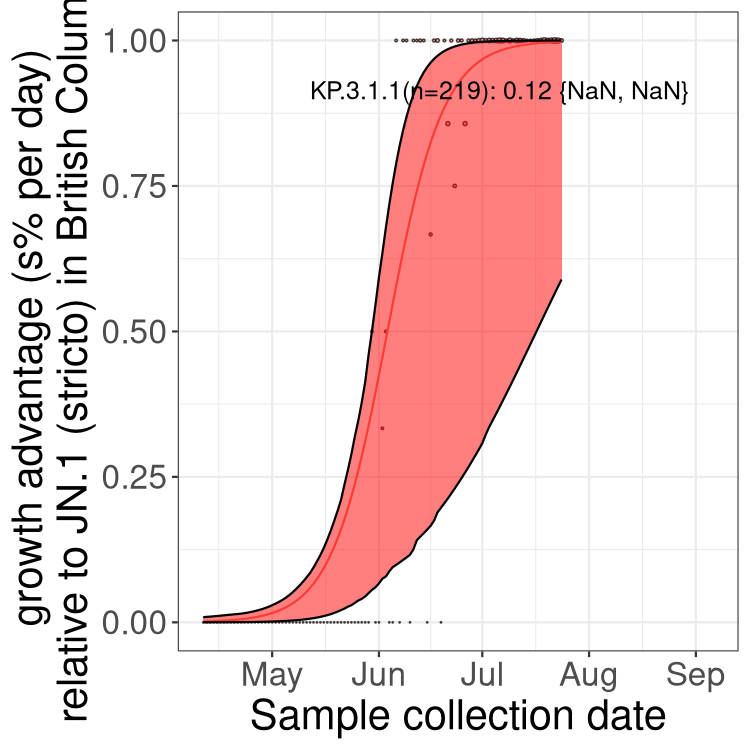 growth advantage (s% per day)
relative to JN.1 (stricto) in British Colum
1.00
0.75
0.50
0.25
0.00
KP.3.1.1(n=219): 0.12 {NaN, NaN}
May Jun Jul Aug Sep
Sample collection date